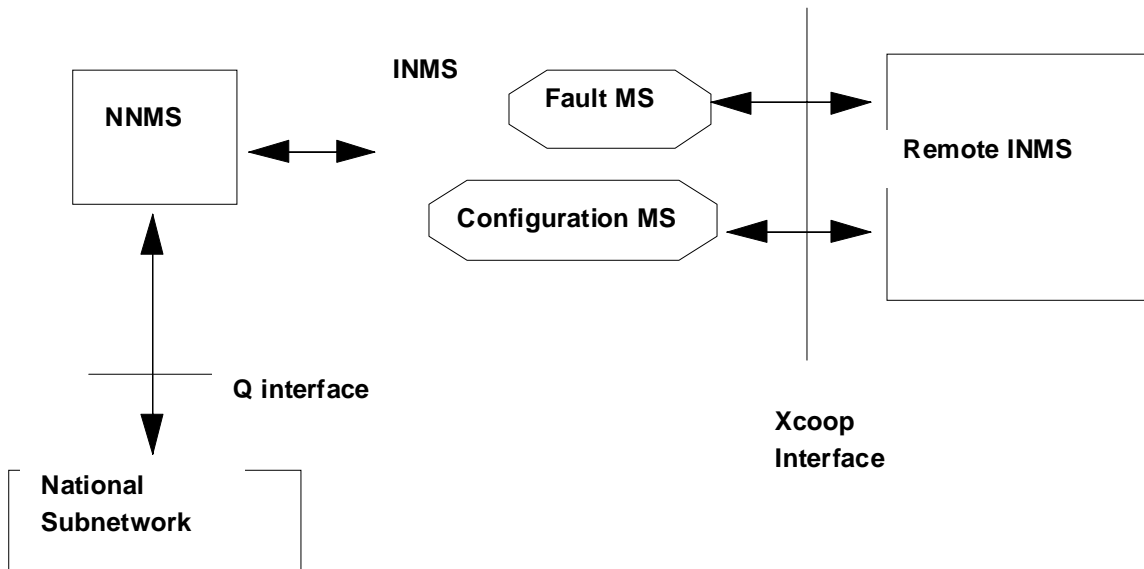 INMS
NNMS
Fault MS
Remote INMS
Configuration MS
Q interface
Xcoop
Interface
National
Subnetwork